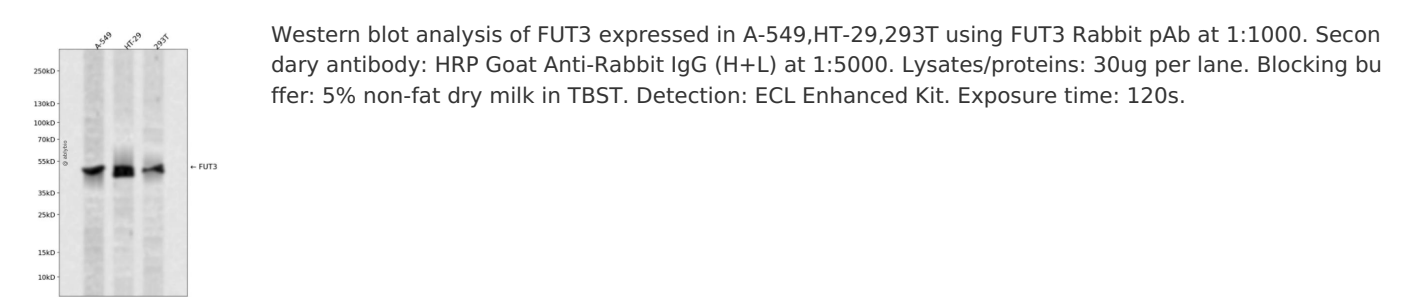 A-549
HT-29
293T
250kD
130kD
100kD
70kD
55kD
35kD
25kD
15kD
10kD
@ ablybio
← FUT3
Western blot analysis of FUT3 expressed in A-549,HT-29,293T using FUT3 Rabbit pAb at 1:1000. Secon
dary antibody: HRP Goat Anti-Rabbit IgG (H+L) at 1:5000. Lysates/proteins: 30ug per lane. Blocking bu
ffer: 5% non-fat dry milk in TBST. Detection: ECL Enhanced Kit. Exposure time: 120s.